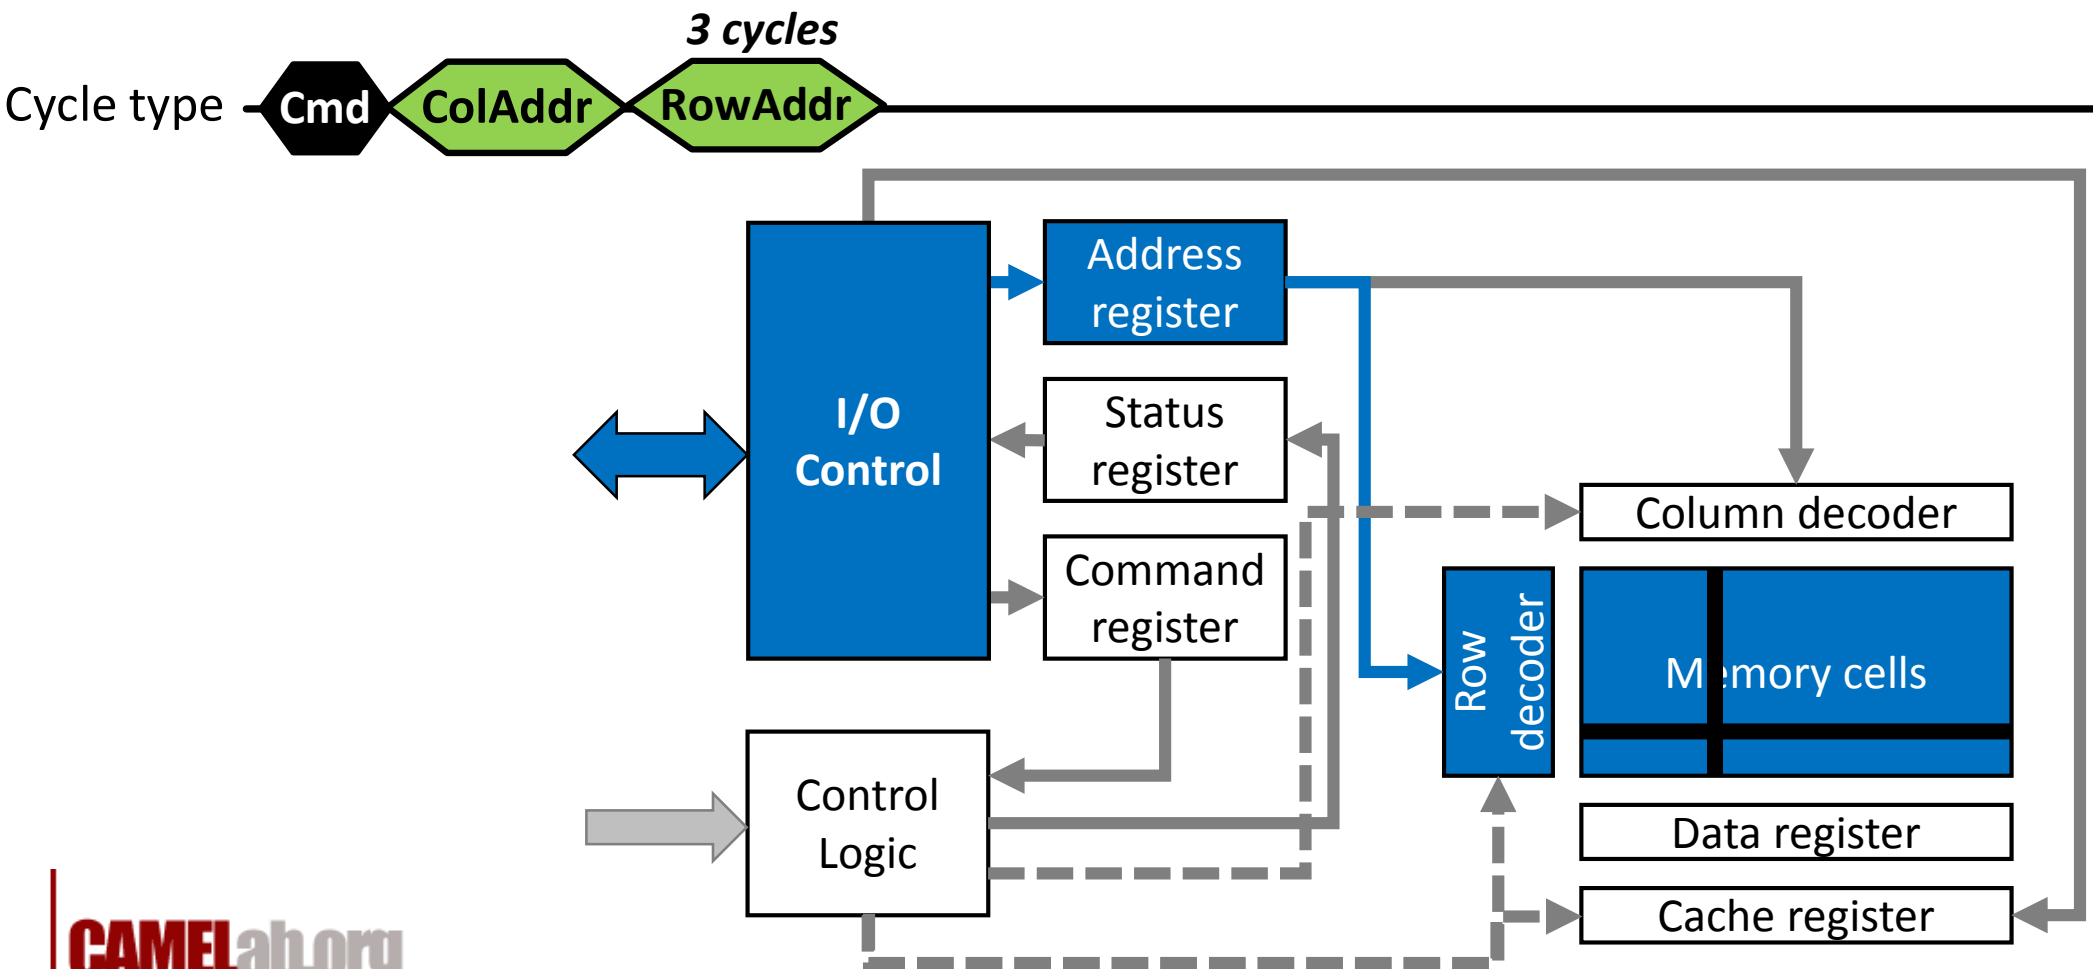 3 cycles
Cycle type
Cmd
ColAddr
RowAddr
Address
register
I/O
Control
Status
register
Column decoder
Command
register
Row
decoder
Memory cells
Control
Logic
Data register
Cache register
CAMELab.org